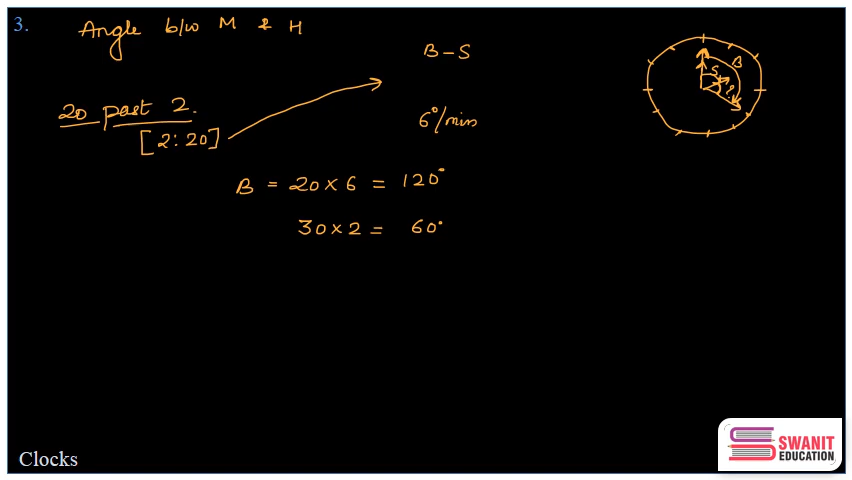 3.
Angle b/w M & H
B - S
20 past 2.
[2:20]
6°/min
B = 20 × 6 = 120°
30 × 2 = 60°
S
B
?
Clocks
SWANIT
EDUCATION